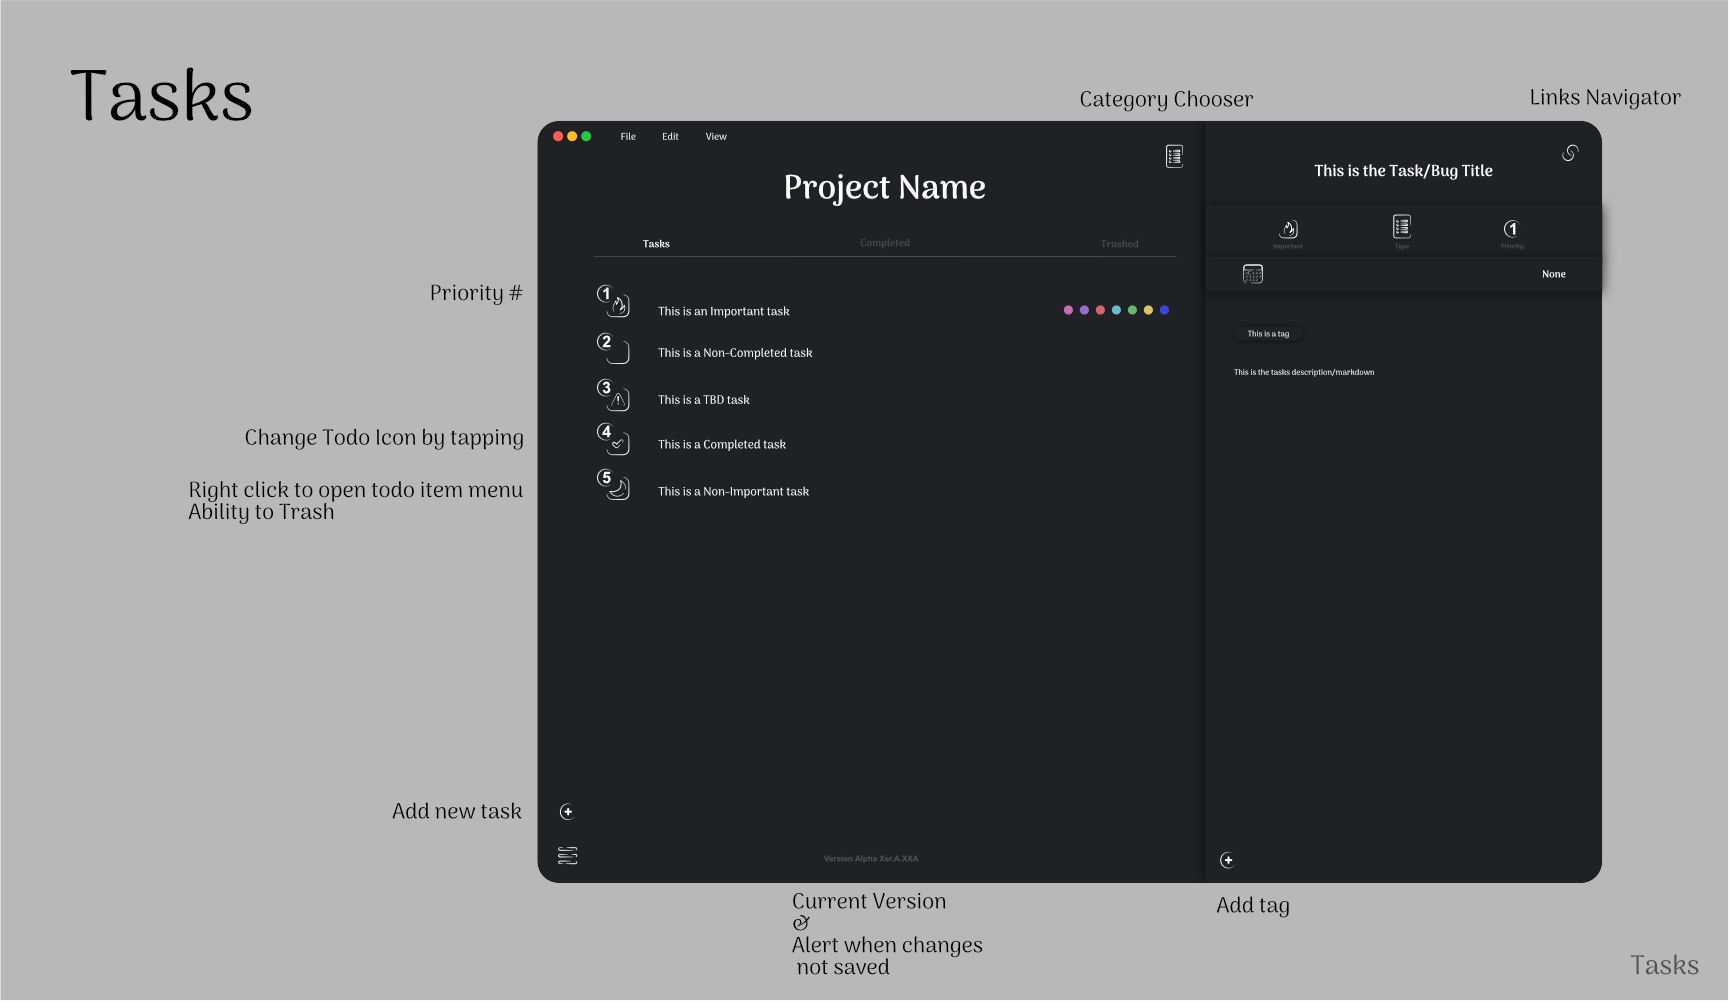 Tasks
Category Chooser
Links Navigator
File Edit View
Project Name
This is the Task/Bug Title
Tasks Completed Trashed
Important Type 1 Priority
None
Priority #
1 This is an Important task
2 This is a Non-Completed task
3 This is a TBD task
4 This is a Completed task
5 This is a Non-Important task
This is a tag
This is the tasks description/markdown
Change Todo Icon by tapping
Right click to open todo item menu
Ability to Trash
Add new task
Version Alpha Xer.A.XXA
Current Version
&
Alert when changes
not saved
Add tag
Tasks